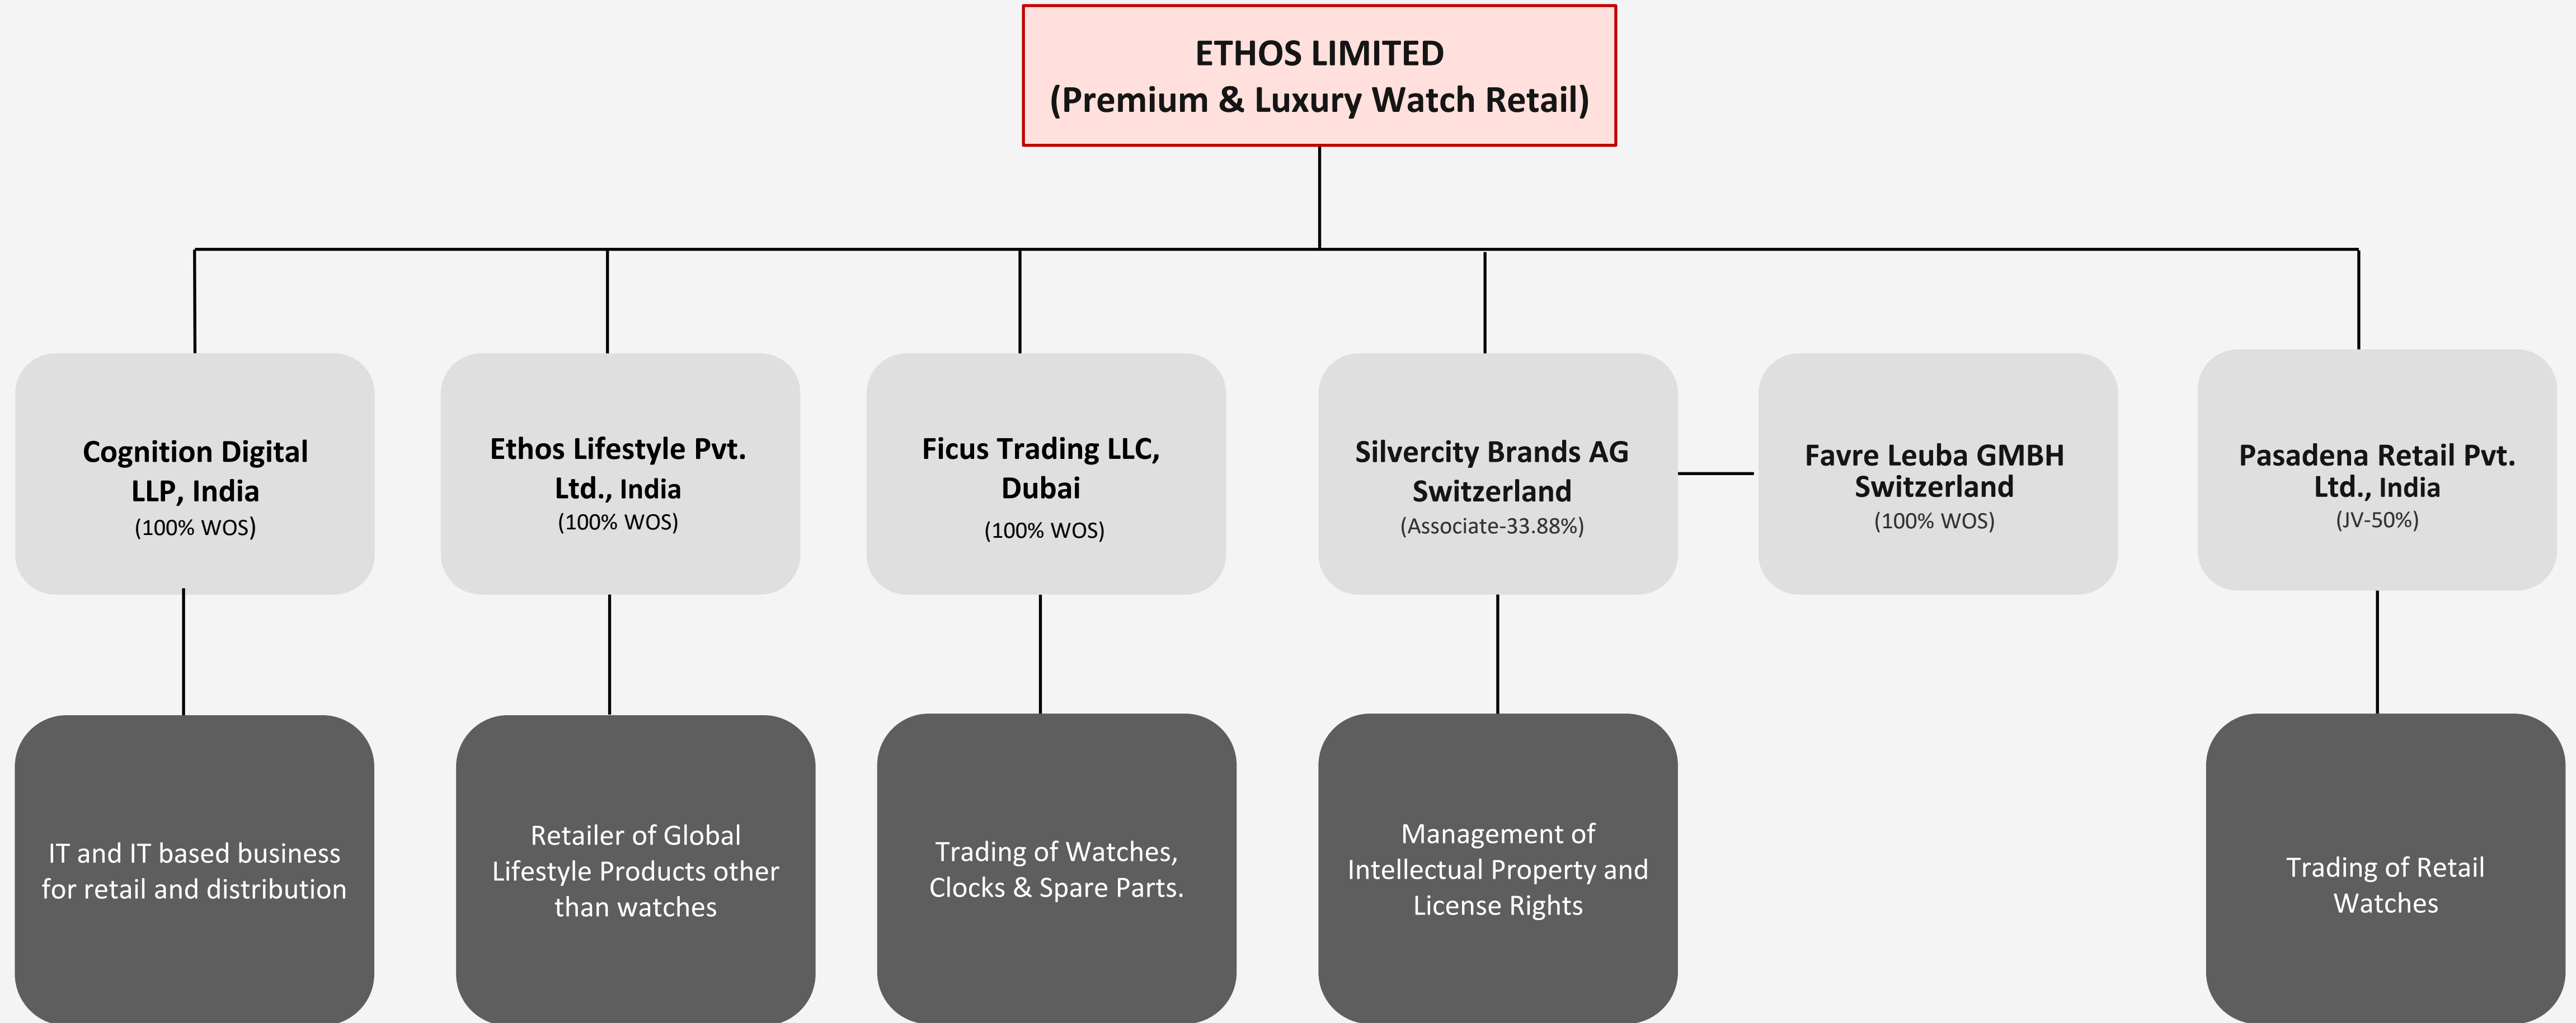 ETHOS LIMITED
(Premium & Luxury Watch Retail)
Cognition Digital
LLP, India
(100% WOS)
Ethos Lifestyle Pvt.
Ltd., India
(100% WOS)
Ficus Trading LLC,
Dubai
(100% WOS)
Silvercity Brands AG
Switzerland
(Associate-33.88%)
Favre Leuba GMBH
Switzerland
(100% WOS)
Pasadena Retail Pvt.
Ltd., India
(JV-50%)
IT and IT based business
for retail and distribution
Retailer of Global
Lifestyle Products other
than watches
Trading of Watches,
Clocks & Spare Parts.
Management of
Intellectual Property and
License Rights
Trading of Retail
Watches